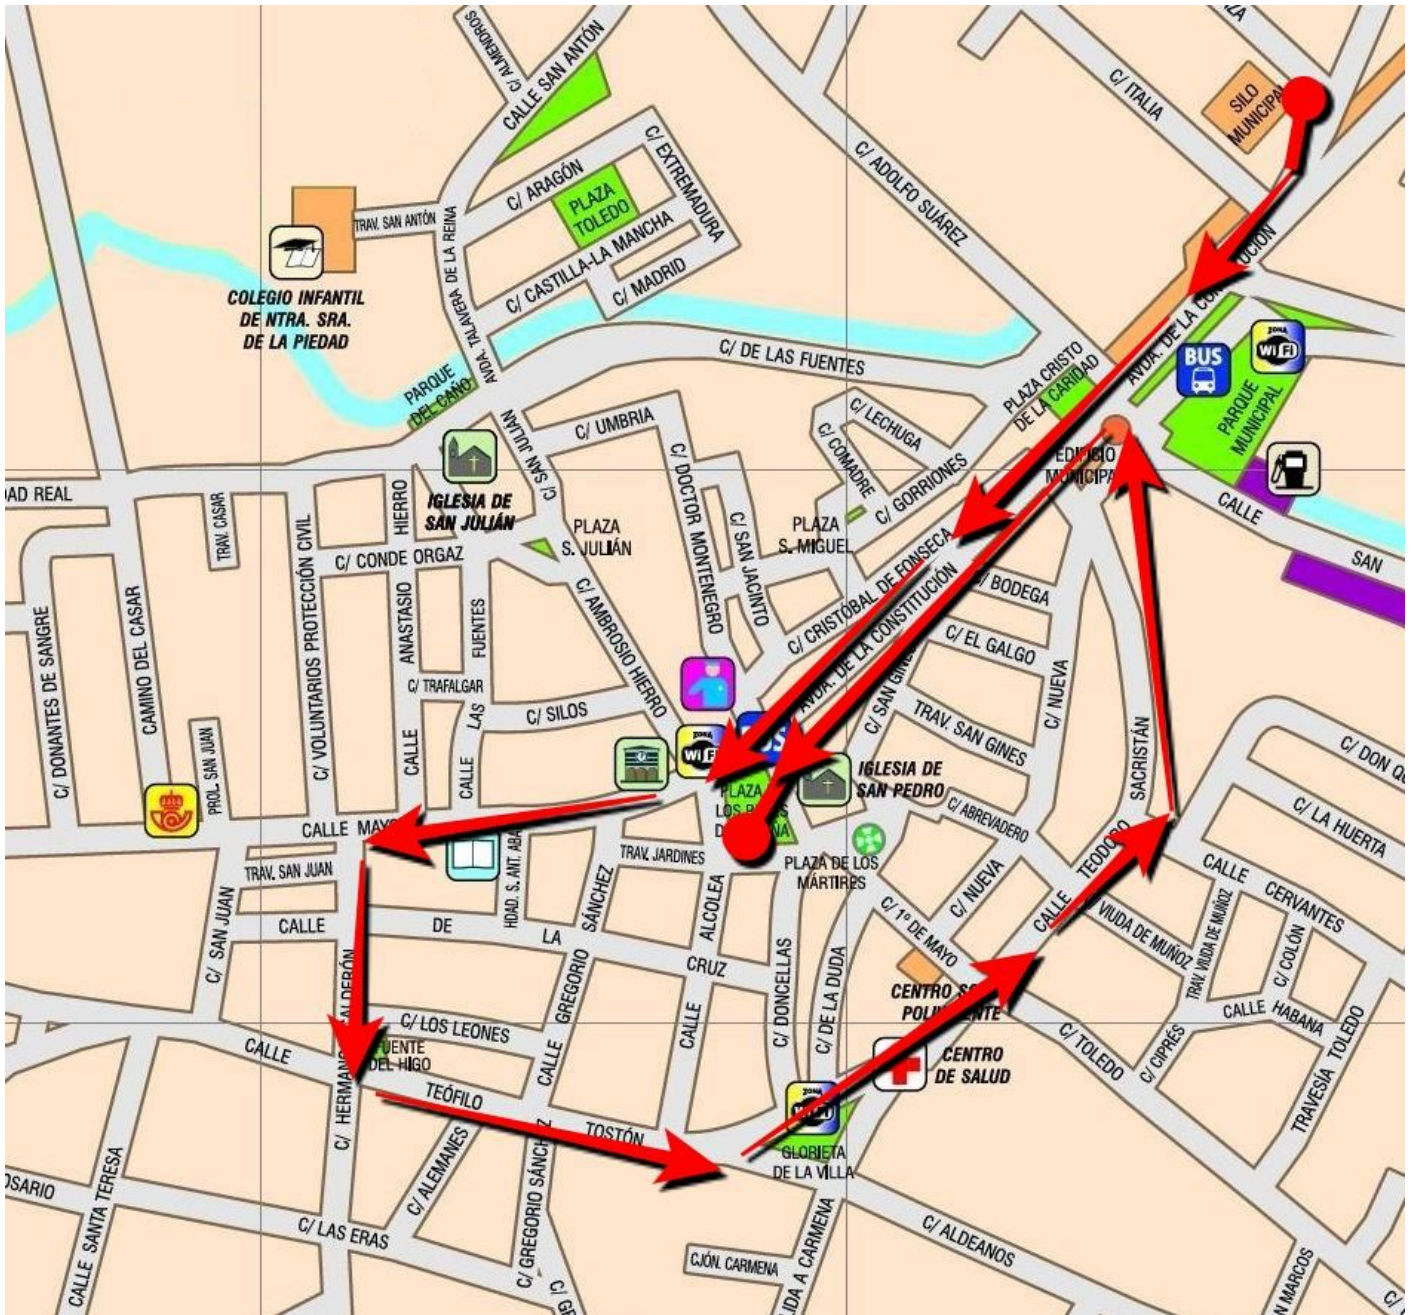 C/ ALMENDROS
CALLE SAN ANTÓN
C/ ITALIA
SILO
MUNICIPAL
C/ ARAGÓN
C/ EXTREMADURA
PLAZA
TOLEDO
C/ CASTILLA-LA MANCHA
C/ MADRID
C/ ADOLFO SUÁREZ
TRAV. SAN ANTÓN
AVDA. TALAVERA DE LA REINA
COLEGIO INFANTIL
DE NTRA. SRA.
DE LA PIEDAD
PARQUE
DEL CAÑO
C/ DE LAS FUENTES
PLAZA CRISTO
DE LA CARIDAD
AVDA. DE LA CONSTITUCIÓN
BUS
ZONA
WiFi
PARQUE
MUNICIPAL
EDIFICIO
MUNICIPAL
C/ LECHUGA
C/ COMADRE
C/ GORRIONES
C/ UMBRIA
C/ SAN JULIÁN
C/ DOCTOR MONTENEGRO
IGLESIA DE
SAN JULIÁN
PLAZA
S. JULIÁN
PLAZA
S. MIGUEL
C/ SAN JACINTO
CALLE
SAN
DAD REAL
TRAV. CASAR
C/ VOLUNTARIOS PROTECCIÓN CIVIL
CALLE
ANASTASIO
HIERRO
C/ CONDE ORGAZ
CALLE
LAS
FUENTES
C/ AMBROSIO HIERRO
C/ CRISTÓBAL DE FONSECA
AVDA. DE LA CONSTITUCIÓN
C/ BODEGA
C/ EL GALGO
C/ SAN GINES
TRAV. SAN GINES
C/ NUEVA
C/ DONANTES DE SANGRE
CAMINO DEL CASAR
PROL. SAN JUAN
C/ TRAFALGAR
C/ SILOS
ZONA
WiFi
IGLESIA DE
SAN PEDRO
C/ ABREVADERO
CALLE
TEODORO
SACRISTÁN
C/ DON QU
C/ LA HUERTA
CALLE MAYO
TRAV. SAN JUAN
HDAD. S. ANT. ABA
TRAV. JARDINES
PLAZA DE LOS
MÁRTIRES
CALLE
CERVANTES
C/ SAN JUAN
CALLE
DE
LA
CRUZ
CALLE
GREGORIO
SÁNCHEZ
CALLE
ALCOLEA
C/ DONCELLAS
C/ DE LA DUDA
C/ 1º DE MAYO
C/ NUEVA
C/ VIUDA DE MUÑOZ
TRAV. VIUDA DE MUÑOZ
C/ COLÓN
CALLE HABANA
C/ CIPRÉS
TRAVESÍA TOLEDO
C/ TOLEDO
CENTRO
CENTRO
DE SALUD
C/ LOS LEONES
FUENTE
DEL HIGO
CALLE
TEÓFILO
TOSTÓN
ZONA
GLORIETA
DE LA VILLA
C/ ALEMANES
C/ GREGORIO SÁNCHEZ
CALLE SANTA TERESA
OSARIO
C/ LAS ERAS
CJÓN. CARMENA
UIDA A CARMENA
C/ ALDEANOS
N MARCOS